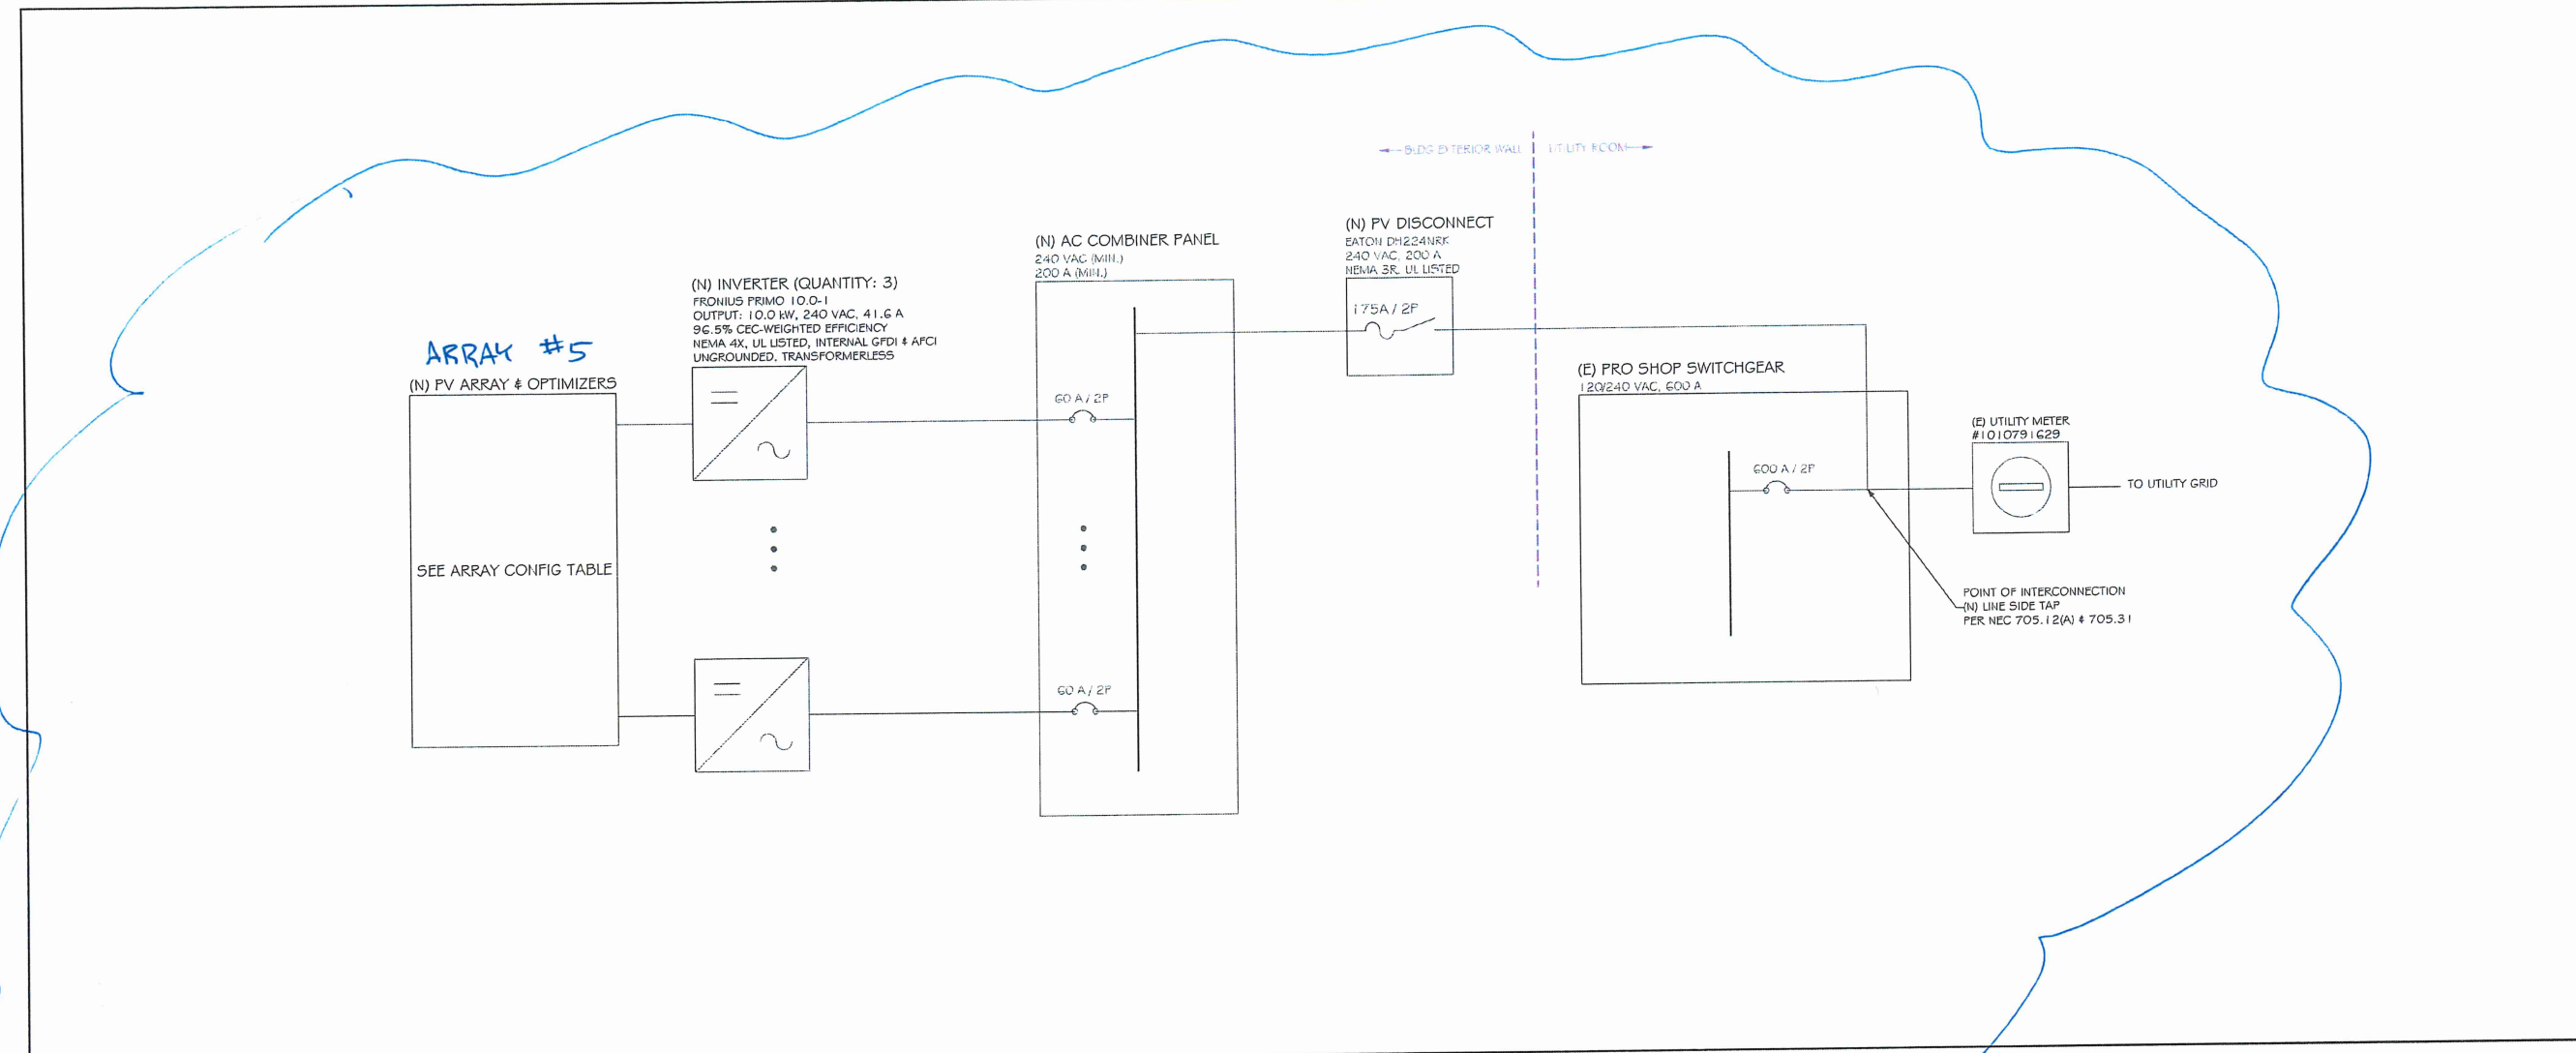 BLDG EXTERIOR WALL
UTILITY ROOM
(N) PV DISCONNECT
EATON DH224NRK
240 VAC, 200 A
NEMA 3R, UL LISTED
175A / 2P
(N) AC COMBINER PANEL
240 VAC (MIN.)
200 A (MIN.)
(N) INVERTER (QUANTITY: 3)
FRONIUS PRIMO 10.0-1
OUTPUT: 10.0 kW, 240 VAC, 41.6 A
96.5% CEC-WEIGHTED EFFICIENCY
NEMA 4X, UL LISTED, INTERNAL GFDI & AFCI
UNGROUNDED, TRANSFORMERLESS
ARRAY #5
(N) PV ARRAY & OPTIMIZERS
SEE ARRAY CONFIG TABLE
60 A / 2P
60 A / 2P
(E) PRO SHOP SWITCHGEAR
120/240 VAC, 600 A
600 A / 2P
(E) UTILITY METER
#1010791629
TO UTILITY GRID
POINT OF INTERCONNECTION
(N) LINE SIDE TAP
PER NEC 705.12(A) & 705.31